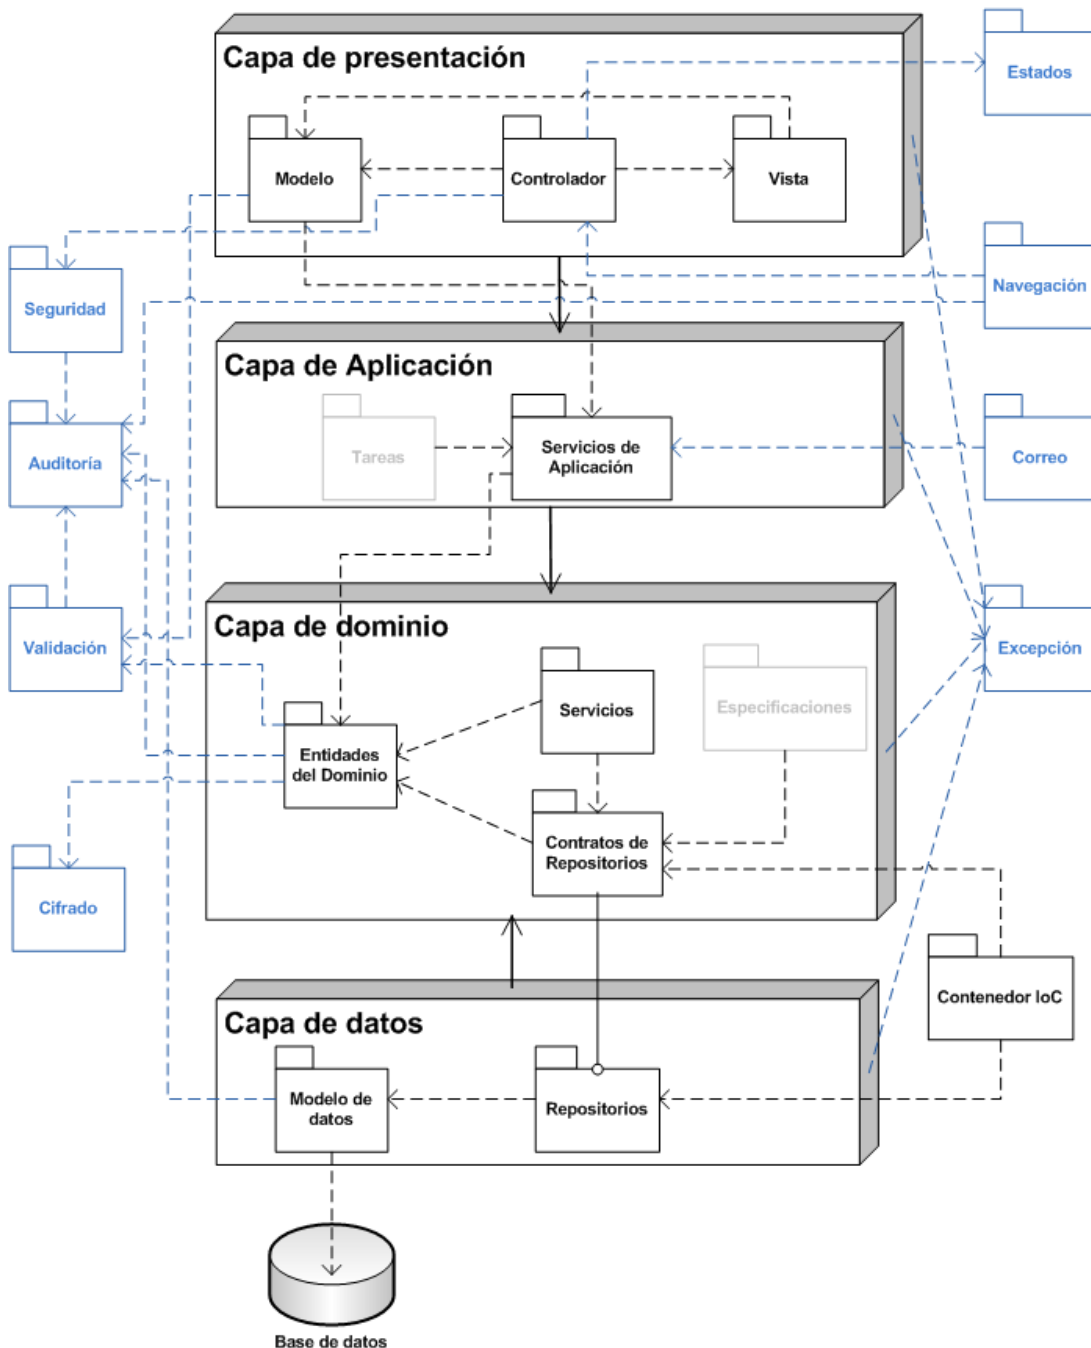 Capa de presentación
Estados
Modelo
Controlador
Vista
Seguridad
Navegación
Capa de Aplicación
Tareas
Servicios de
Aplicación
Auditoría
Correo
Capa de dominio
Validación
Servicios
Especificaciones
Excepción
Entidades
del Dominio
Contratos de
Repositorios
Cifrado
Contenedor IoC
Capa de datos
Modelo de
datos
Repositorios
Base de datos